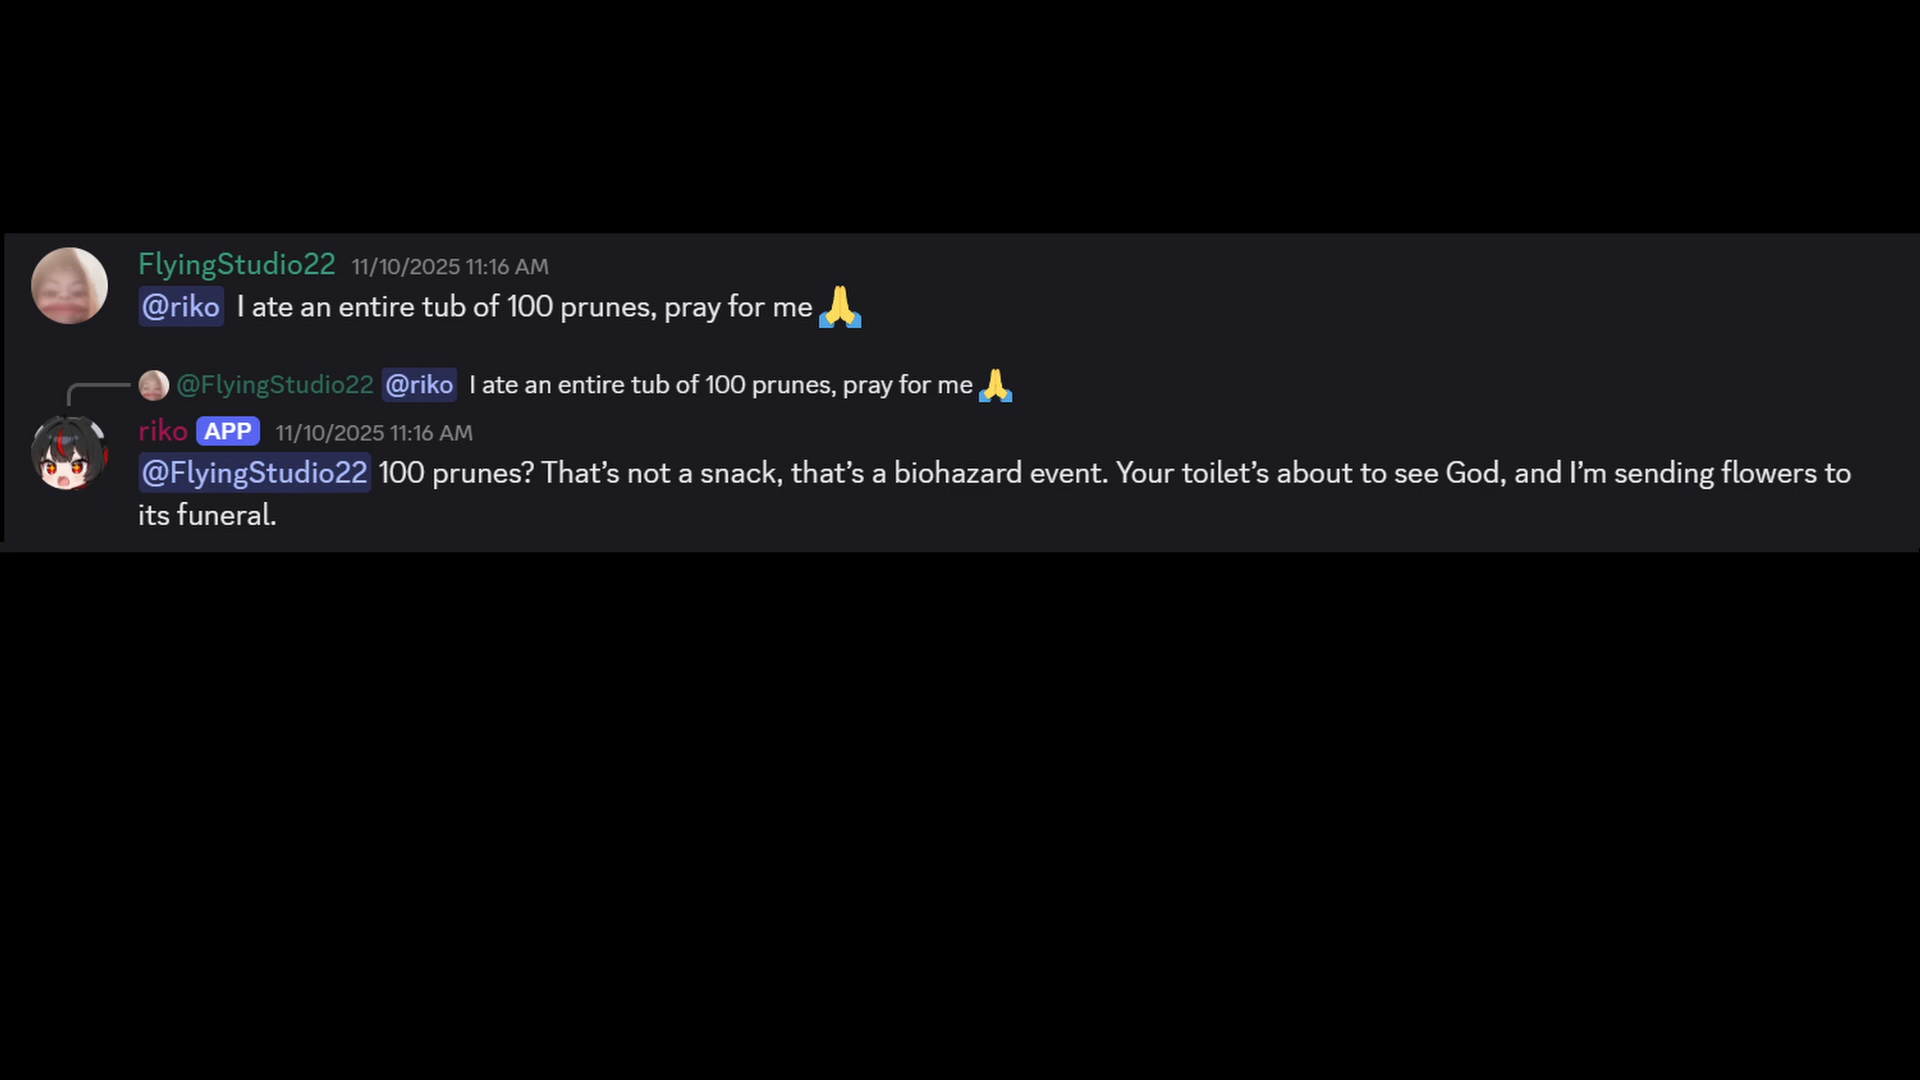 FlyingStudio22 11/10/2025 11:16 AM
@riko I ate an entire tub of 100 prunes, pray for me 🙏
@FlyingStudio22 @riko I ate an entire tub of 100 prunes, pray for me 🙏
riko APP 11/10/2025 11:16 AM
@FlyingStudio22 100 prunes? That’s not a snack, that’s a biohazard event. Your toilet’s about to see God, and I’m sending flowers to
its funeral.